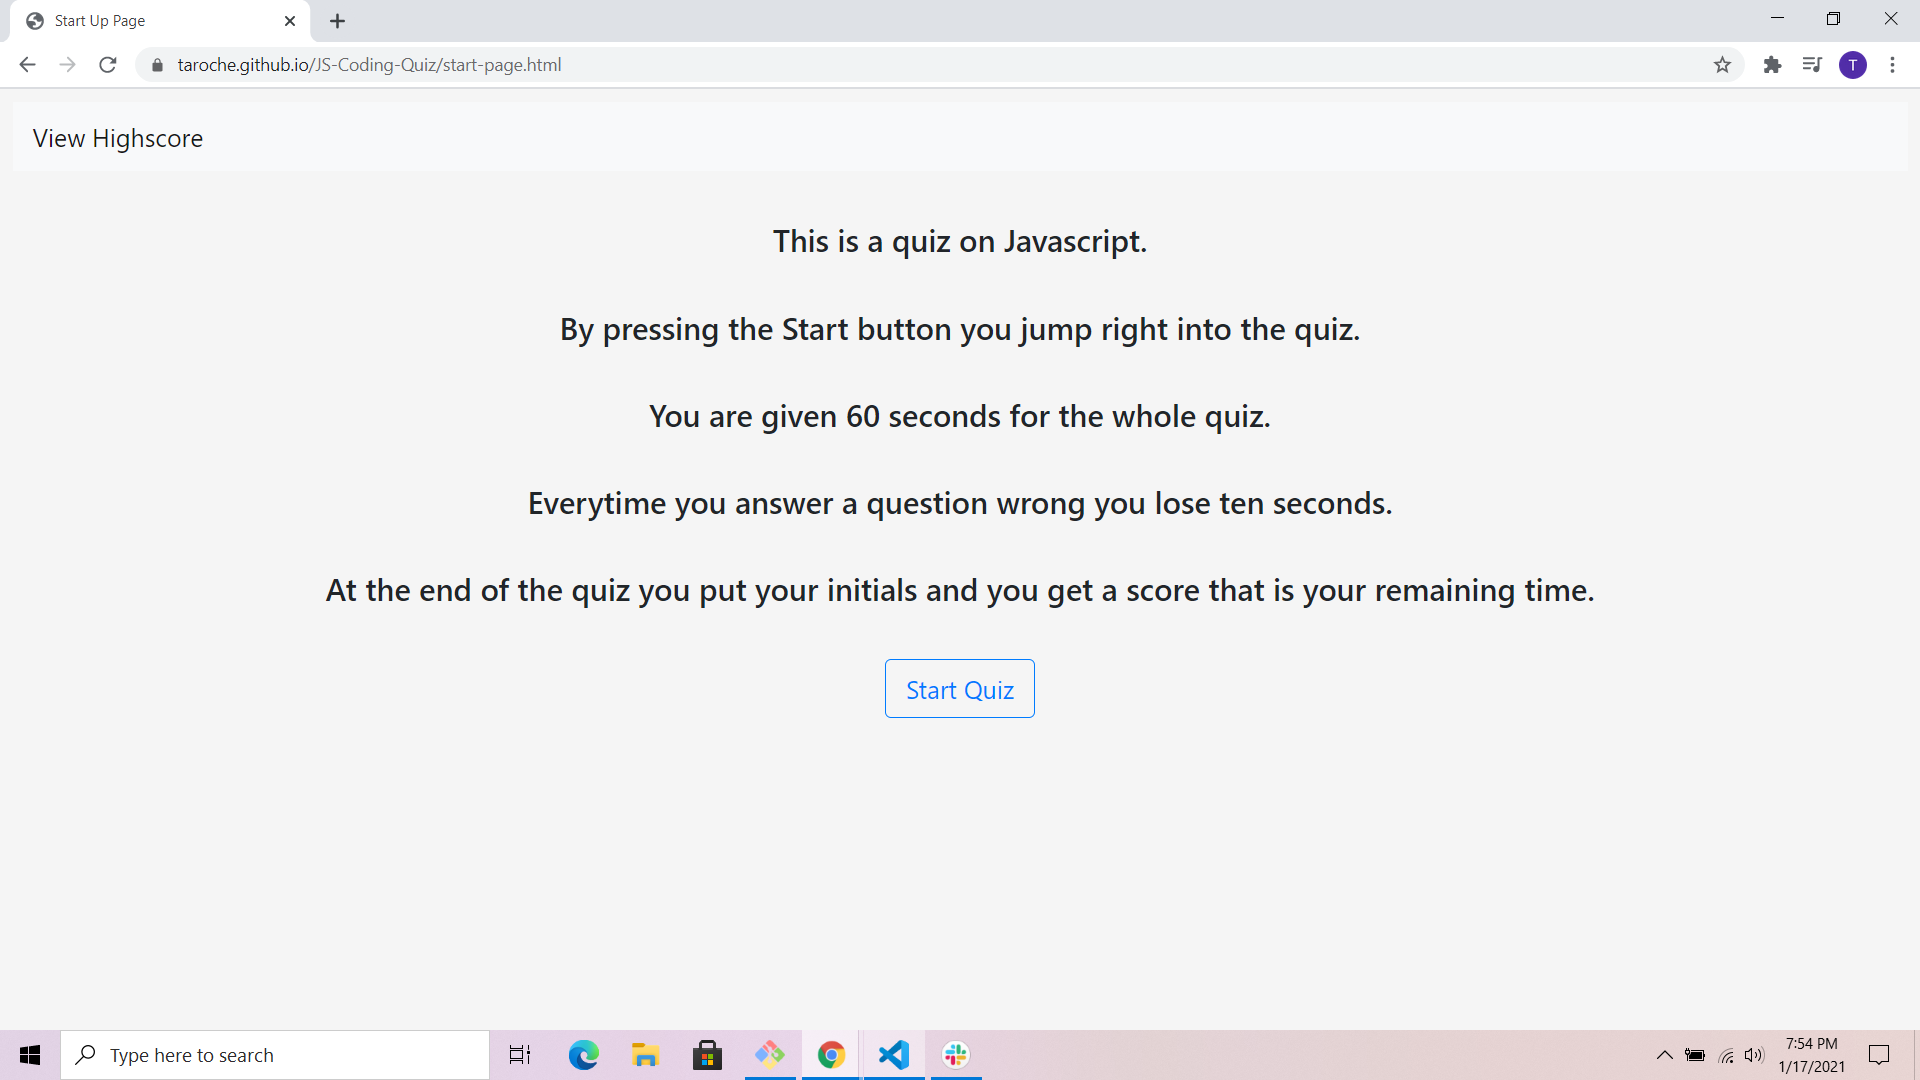 Start Up Page
taroche.github.io/JS-Coding-Quiz/start-page.html
T
View Highscore
This is a quiz on Javascript.
By pressing the Start button you jump right into the quiz.
You are given 60 seconds for the whole quiz.
Everytime you answer a question wrong you lose ten seconds.
At the end of the quiz you put your initials and you get a score that is your remaining time.
Start Quiz
Type here to search
7:54 PM
1/17/2021